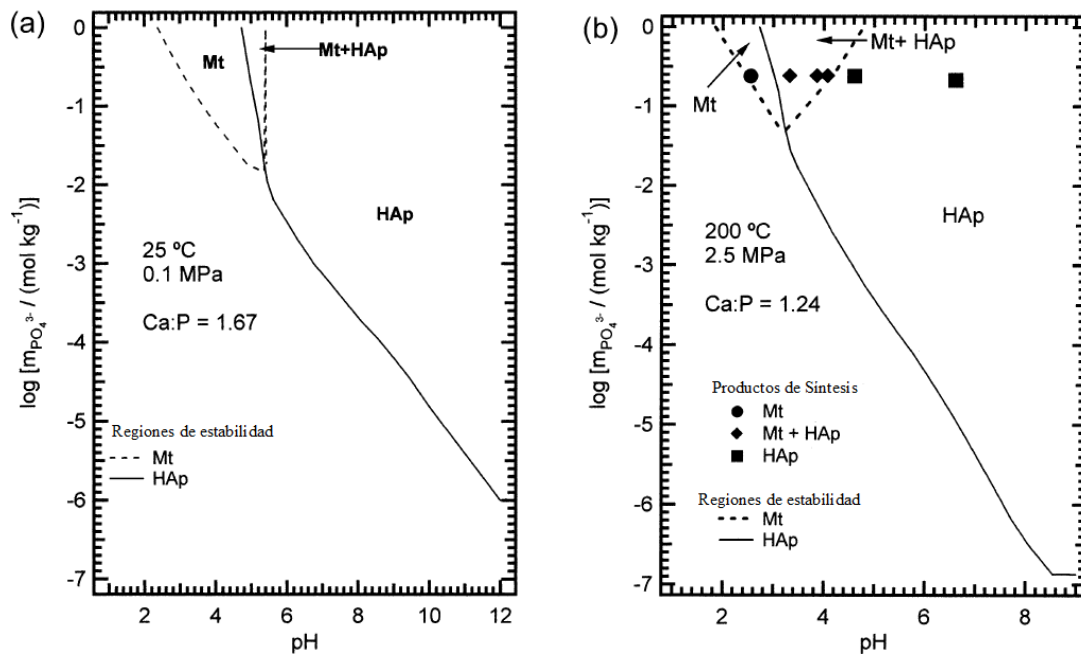 (a)
0
-1
-2
-3
-4
-5
-6
-7
log [mPO₄³⁻ / (mol kg⁻¹)]
Mt
Mt+HAp
HAp
25 ºC
0.1 MPa
Ca:P = 1.67
Regiones de estabilidad
Mt
HAp
2 4 6 8 10 12
pH
(b)
0
-1
-2
-3
-4
-5
-6
-7
log [mPO₄³⁻ / (mol kg⁻¹)]
Mt+ HAp
Mt
HAp
200 ºC
2.5 MPa
Ca:P = 1.24
Productos de Sintesis
Mt
Mt + HAp
HAp
Regiones de estabilidad
Mt
HAp
2 4 6 8
pH